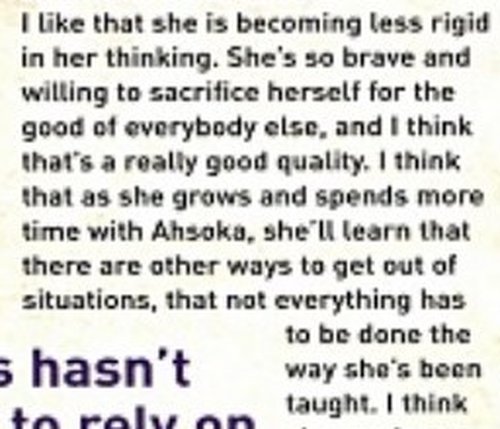 I like that she is becoming less rigid
in her thinking. She's so brave and
willing to sacrifice herself for the
good of everybody else, and I think
that's a really good quality. I think
that as she grows and spends more
time with Ahsoka, she'll learn that
there are other ways to get out of
situations, that not everything has
to be done the
way she's been
taught. I think
s hasn't
to rely on